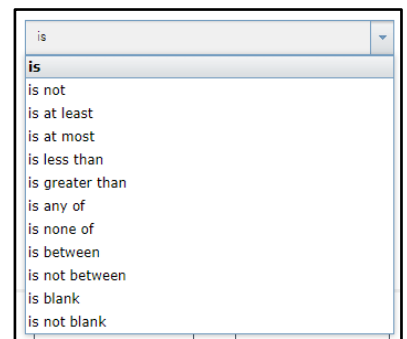 is
is
is not
is at least
is at most
is less than
is greater than
is any of
is none of
is between
is not between
is blank
is not blank